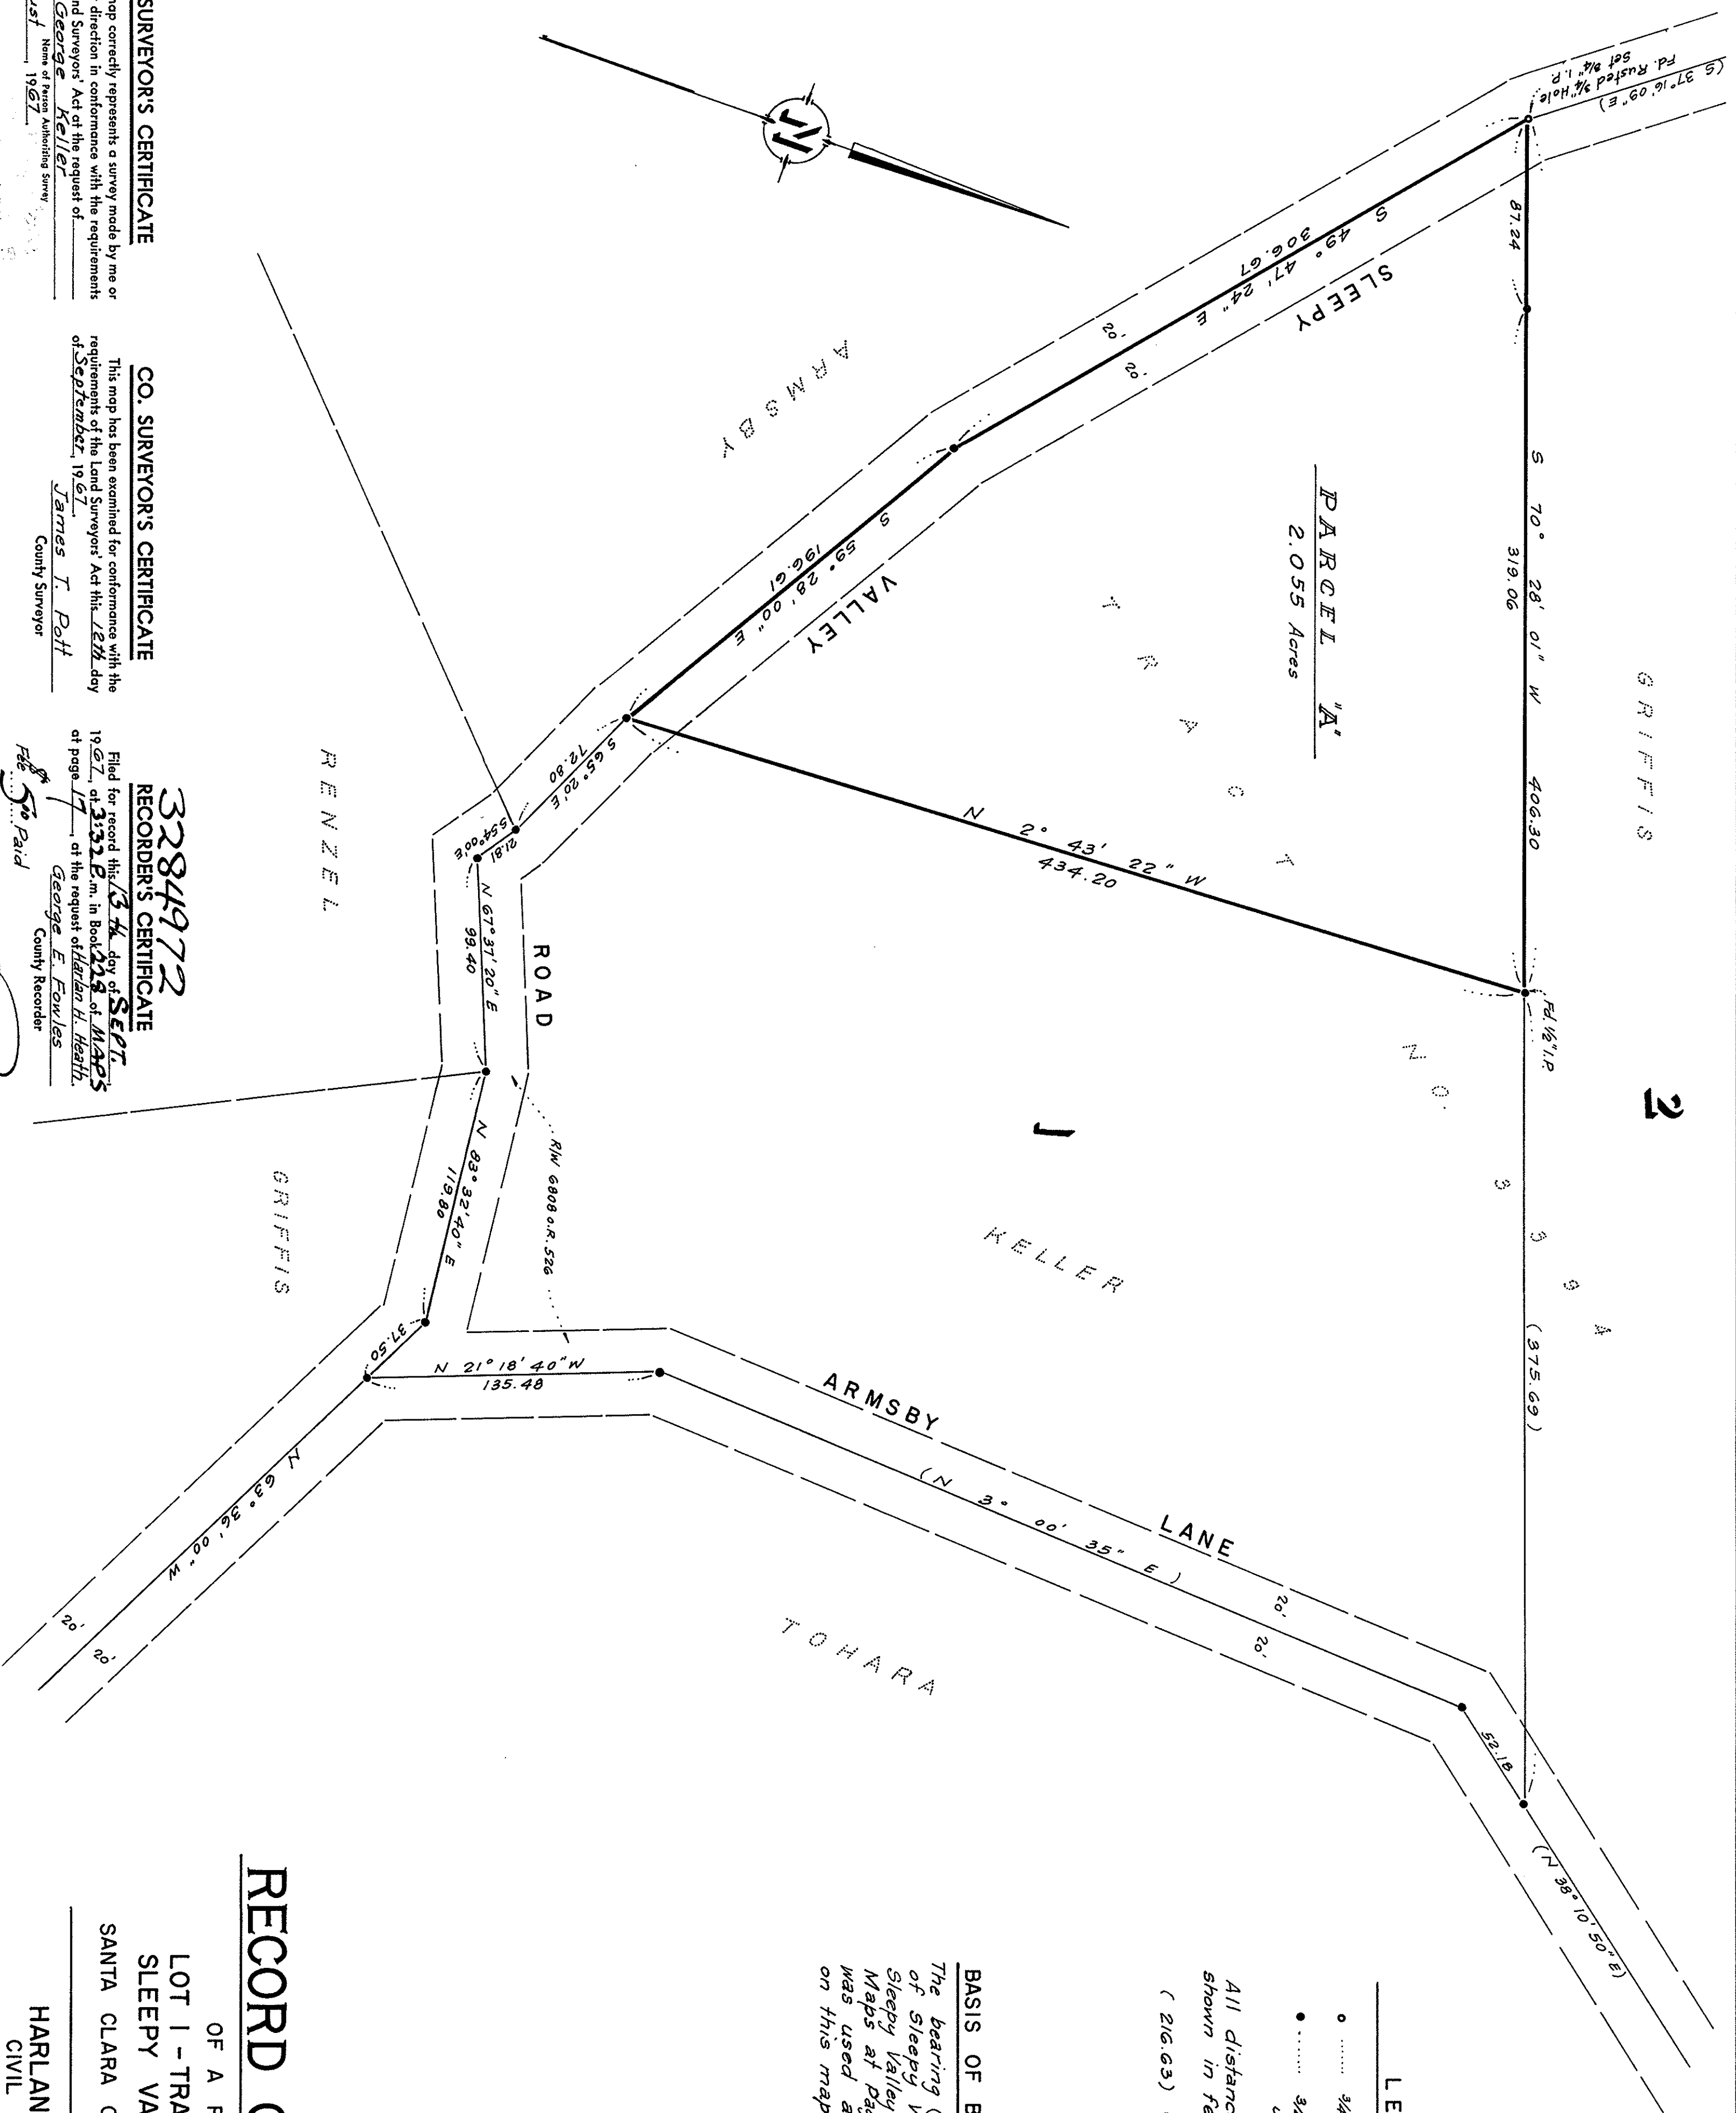 SURVEYOR'S CERTIFICATE
map correctly represents a survey made by me or
direction in conformance with the requirements
nd Surveyors' Act at the request of
George Keller
Name of Person Authorizing Survey
ust, 1967
CO. SURVEYOR'S CERTIFICATE
This map has been examined for conformance with the
requirements of the Land Surveyors' Act this 12th day
of September, 1967.
James T. Pott
County Surveyor
3284972
RECORDER'S CERTIFICATE
Filed for record this 13th day of SEPT.,
1967, at 3:32 P.m. in Book 228 of MAPS
at page 17, at the request of Harlan H. Heath.
George E. Fowles
County Recorder
Fee 5.00 Paid
(S 37° 16' 09" E)
Fd. Rusted 3/4" Hole
Set 3/4" I.P.
87.24
S 70° 28' 01" W 406.30
319.06
S 49° 47' 24" E
306.67
20'
20'
SLEEPY
VALLEY
ROAD
ARMSBY
PARCEL "A"
2.055 Acres
TRACT NO. 3394
GRIFFIS
S 59° 28' 00" E
196.61
N 2° 43' 22" W
434.20
Fd. 1/2" I.P.
2
1
S 65° 20' E
72.80
S 54° 00' E
21.81
N 67° 37' 20" E
99.40
RENZEL
R/W 6808 O.R. 526
N 83° 32' 40" E
119.80
GRIFFIS
KELLER
37.50
N 21° 18' 40" W
135.48
(375.69)
ARMSBY LANE
(N 3° 00' 35" E)
20'
20'
52.18
(N 38° 10' 50" E)
N 63° 36' 00" W
20'
20'
TOHARA
LE
3/4
3/4
All distanc
shown in fe
(216.63)
BASIS OF B
The bearing (
of Sleepy V
Sleepy Valley
Maps at pag
was used a
on this map
RECORD
OF A P
LOT 1 - TRA
SLEEPY VA
SANTA CLARA C
HARLAN
CIVIL